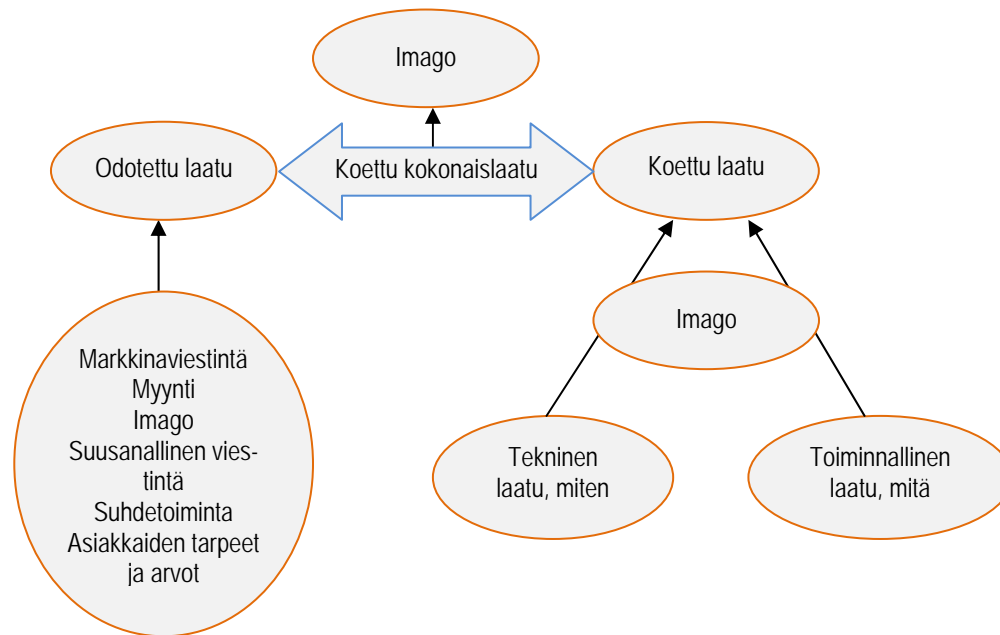 Imago
Odotettu laatu
Koettu kokonaislaatu
Koettu laatu
Imago
Markkinaviestintä
Myynti
Imago
Suusanallinen vies-
tintä
Suhdetoiminta
Asiakkaiden tarpeet
ja arvot
Tekninen
laatu, miten
Toiminnallinen
laatu, mitä